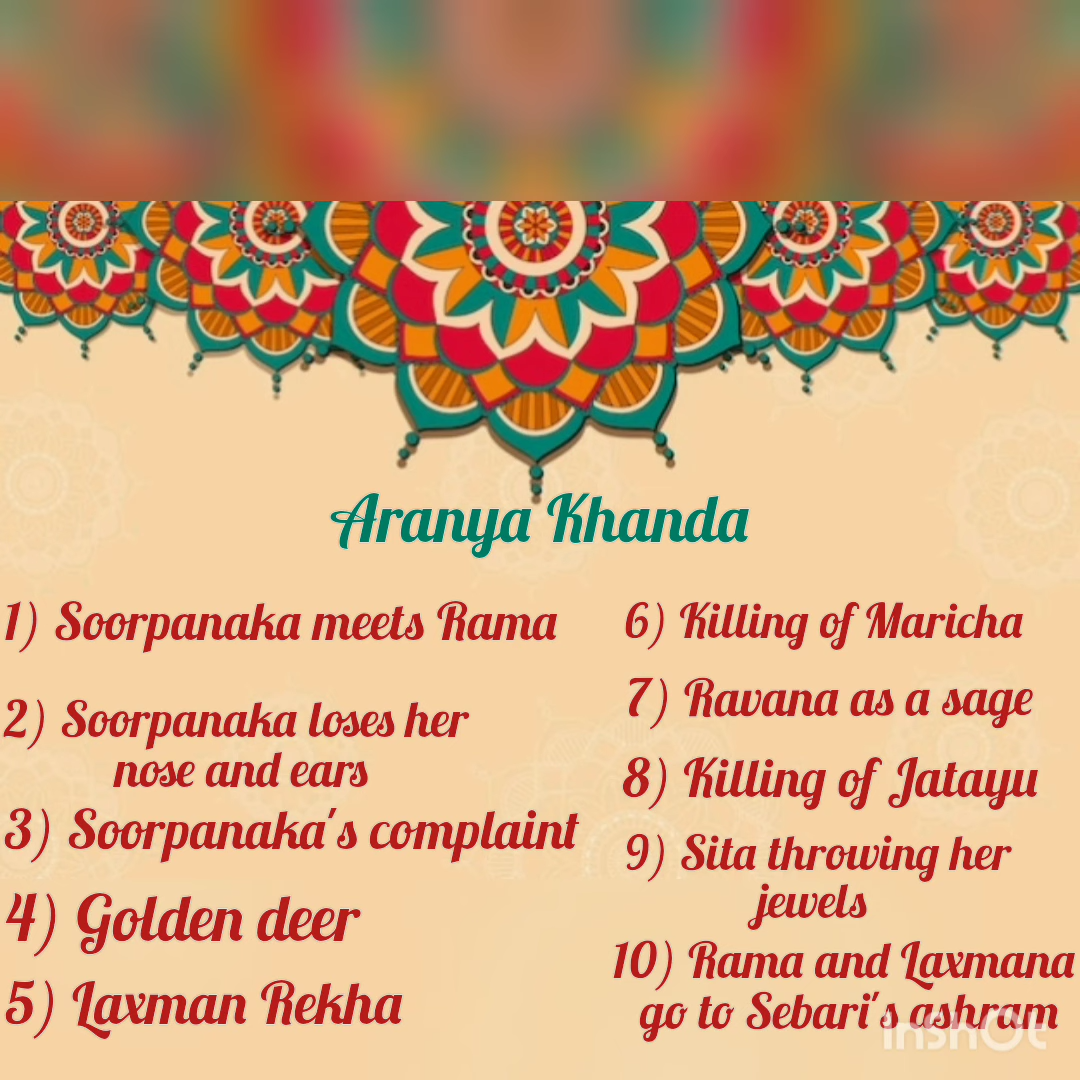 Aranya Khanda
1) Soorpanaka meets Rama
2) Soorpanaka loses her
nose and ears
3) Soorpanaka's complaint
4) Golden deer
5) Laxman Rekha
6) Killing of Maricha
7) Ravana as a sage
8) Killing of Jatayu
9) Sita throwing her
jewels
10) Rama and Laxmana
go to Sebari's ashram
InshOt